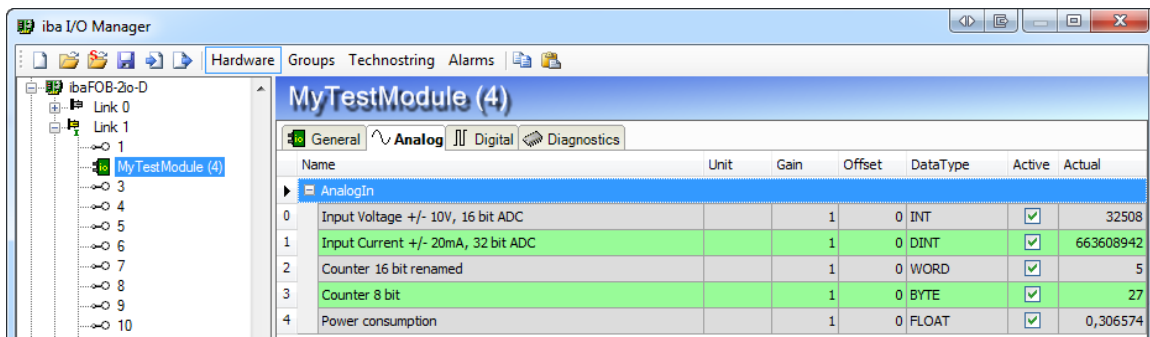 iba I/O Manager
Hardware Groups Technostring Alarms
ibaFOB-2io-D
Link 0
Link 1
1
MyTestModule (4)
3
4
5
6
7
8
9
10
MyTestModule (4)
General Analog Digital Diagnostics
Name Unit Gain Offset DataType Active Actual
AnalogIn
0 Input Voltage +/- 10V, 16 bit ADC 1 0 INT 32508
1 Input Current +/- 20mA, 32 bit ADC 1 0 DINT 663608942
2 Counter 16 bit renamed 1 0 WORD 5
3 Counter 8 bit 1 0 BYTE 27
4 Power consumption 1 0 FLOAT 0,306574